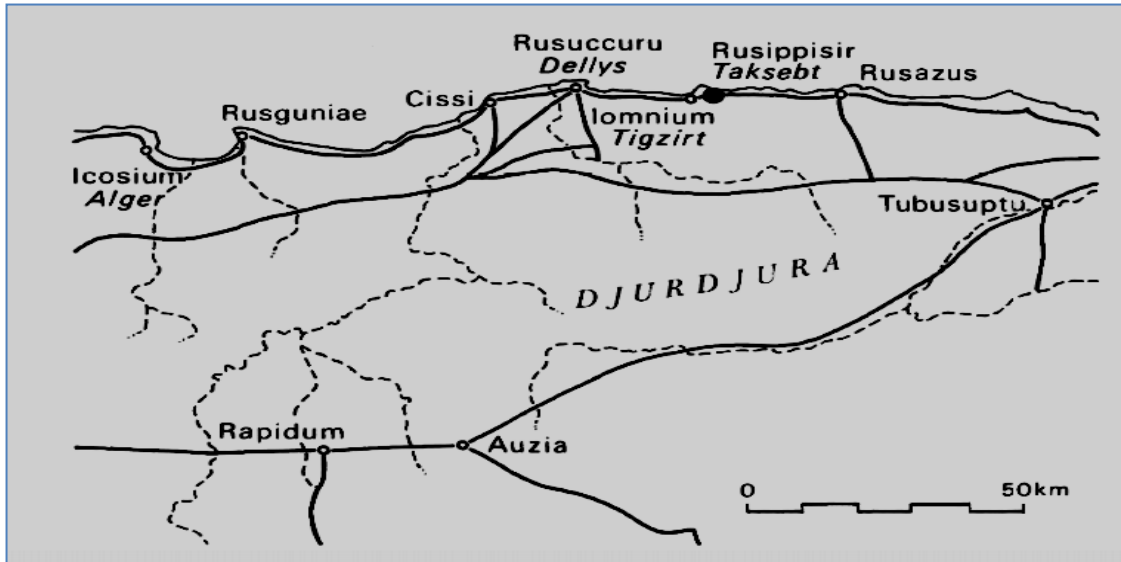 Rusuccuru
Dellys
Rusippisir
Taksebt
Rusazus
Cissi
Rusguniae
Iomnium
Tigzirt
Icosium
Alger
Tubusuptu
DJURDJURA
Rapidum
Auzia
0
50km